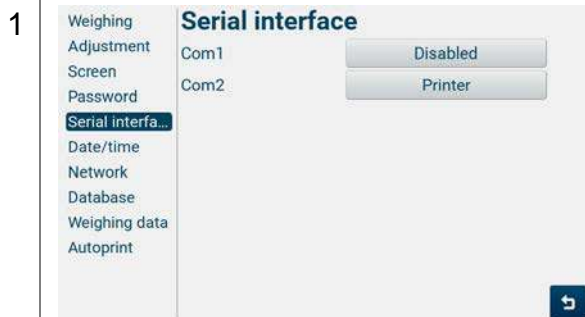 1
Weighing
Adjustment
Screen
Password
Serial interfa...
Date/time
Network
Database
Weighing data
Autoprint
Serial interface
Com1 Disabled
Com2 Printer